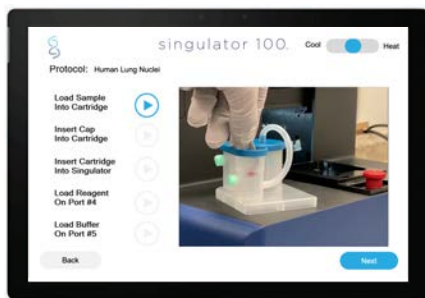 singulator 100.
Cool
Heat
Protocol: Human Lung Nuclei
Load Sample
Into Cartridge
Insert Cap
Into Cartridge
Insert Cartridge
Into Singulator
Load Reagent
On Port #4
Load Buffer
On Port #5
Back
Next